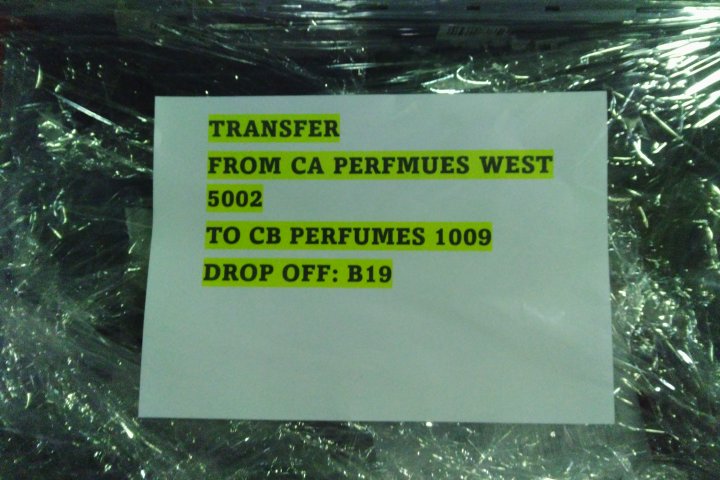 TRANSFER
FROM CA PERFMUES WEST
5002
TO CB PERFUMES 1009
DROP OFF: B19